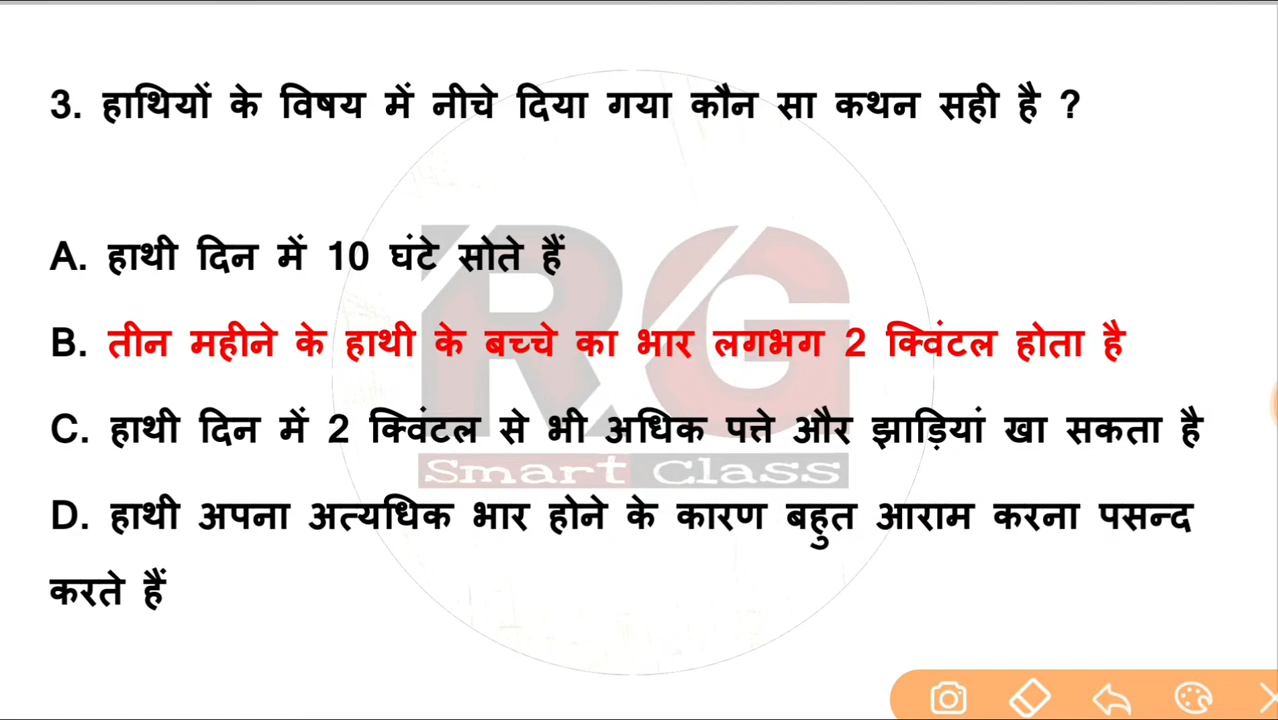 3. हाथियों के विषय में नीचे दिया गया कौन सा कथन सही है ?
A. हाथी दिन में 10 घंटे सोते हैं
B. तीन महीने के हाथी के बच्चे का भार लगभग 2 क्विंटल होता है
C. हाथी दिन में 2 क्विंटल से भी अधिक पत्ते और झाड़ियां खा सकता है
D. हाथी अपना अत्यधिक भार होने के कारण बहुत आराम करना पसन्द
करते हैं
RG
Smart Class